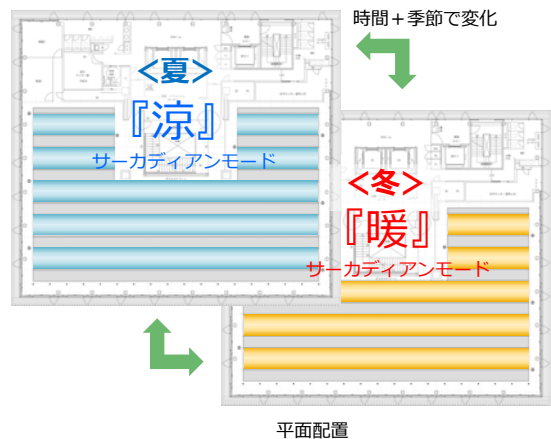 時間＋季節で変化
<夏>
『涼』
サーカディアンモード
<冬>
『暖』
サーカディアンモード
平面配置